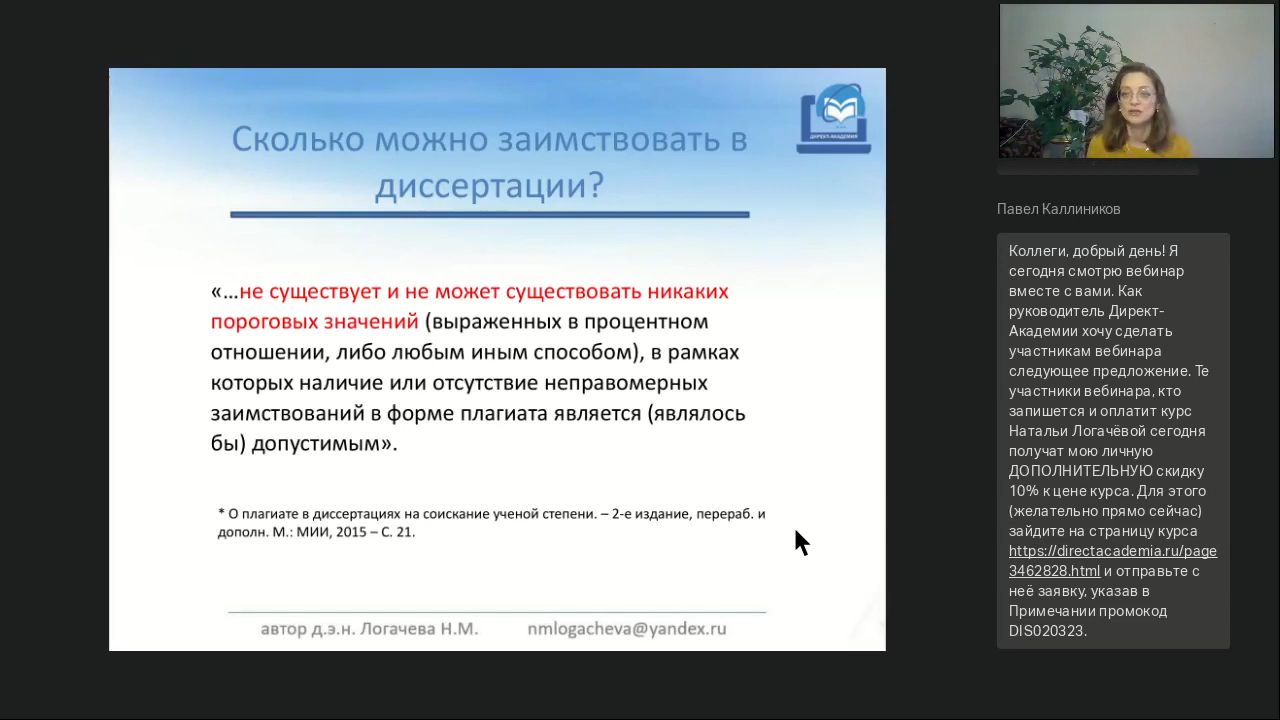 ДИРЕКТ-АКАДЕМИЯ
Сколько можно заимствовать в
диссертации?
«…не существует и не может существовать никаких
пороговых значений (выраженных в процентном
отношении, либо любым иным способом), в рамках
которых наличие или отсутствие неправомерных
заимствований в форме плагиата является (являлось
бы) допустимым».
* О плагиате в диссертациях на соискание ученой степени. – 2-е издание, перераб. и
дополн. М.: МИИ, 2015 – С. 21.
автор д.э.н. Логачева Н.М. nmlogacheva@yandex.ru
Павел Каллиников
Коллеги, добрый день! Я
сегодня смотрю вебинар
вместе с вами. Как
руководитель Директ-
Академии хочу сделать
участникам вебинара
следующее предложение. Те
участники вебинара, кто
запишется и оплатит курс
Натальи Логачёвой сегодня
получат мою личную
ДОПОЛНИТЕЛЬНУЮ скидку
10% к цене курса. Для этого
(желательно прямо сейчас)
зайдите на страницу курса
https://directacademia.ru/page
3462828.html и отправьте с
неё заявку, указав в
Примечании промокод
DIS020323.